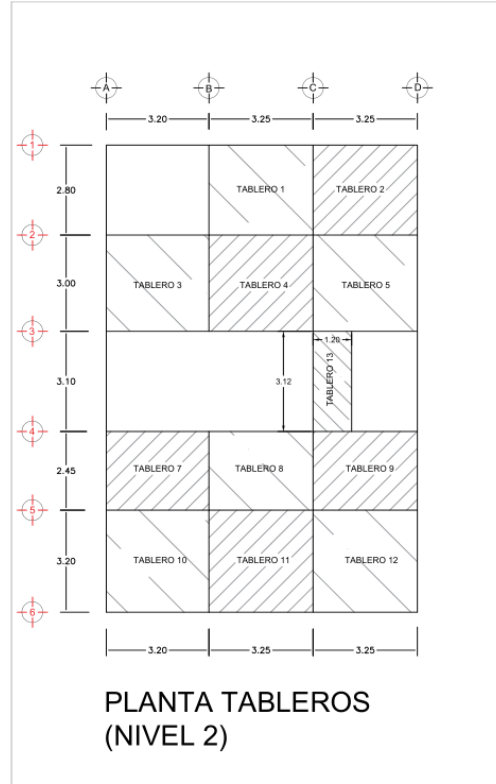 A B C D
3.20 3.25 3.25
1
2.80
TABLERO 1 TABLERO 2
2
3.00
TABLERO 3 TABLERO 4 TABLERO 5
3
1.20
3.10
3.12
TABLERO 13
4
2.45
TABLERO 7 TABLERO 8 TABLERO 9
5
3.20
TABLERO 10 TABLERO 11 TABLERO 12
6
3.20 3.25 3.25
PLANTA TABLEROS
(NIVEL 2)